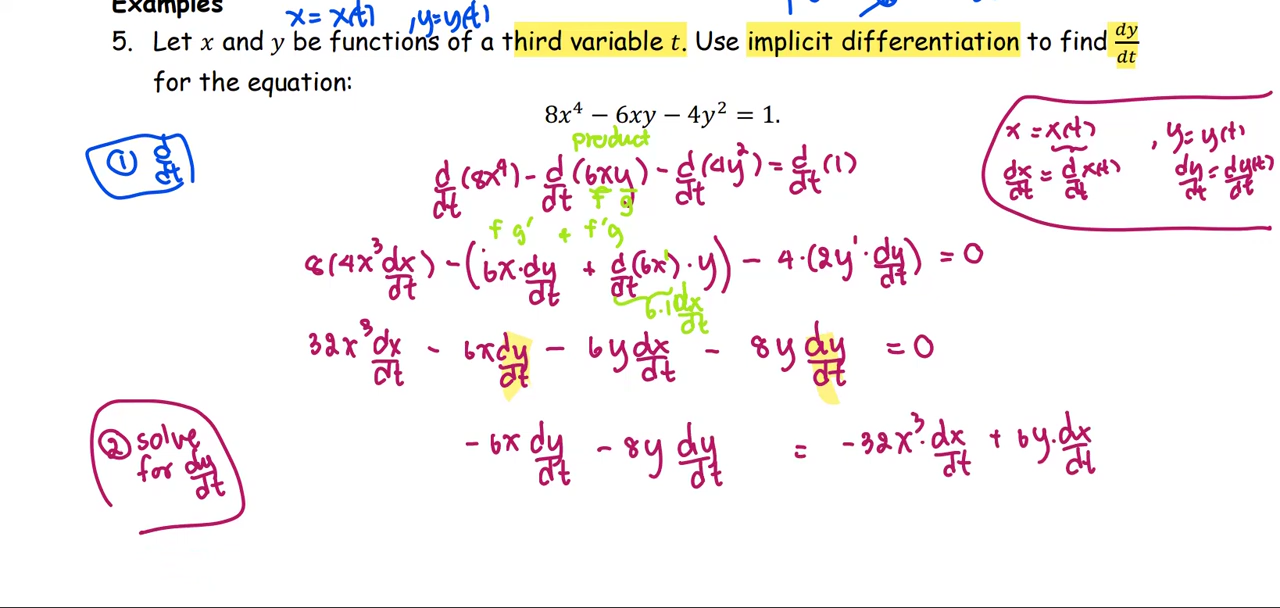 Examples
x = x(t) , y = y(t)
5. Let x and y be functions of a third variable t. Use implicit differentiation to find dy/dt
for the equation:
8x⁴ − 6xy − 4y² = 1.
① d/dt
x = x(t) , y = y(t)
dx/dt = d/dt x(t) dy/dt = dy(t)/dt
product
d/dt (8x⁴) − d/dt (6xy) − d/dt (4y²) = d/dt (1)
f g
f g' + f'g
8(4x³ dx/dt) − (6x · dy/dt + d/dt (6x¹) · y) − 4 · (2y¹ · dy/dt) = 0
6·1 dx/dt
32x³ dx/dt − 6x dy/dt − 6y dx/dt − 8y dy/dt = 0
② solve
for dy/dt
−6x dy/dt − 8y dy/dt = −32x³ · dx/dt + 6y · dx/dt